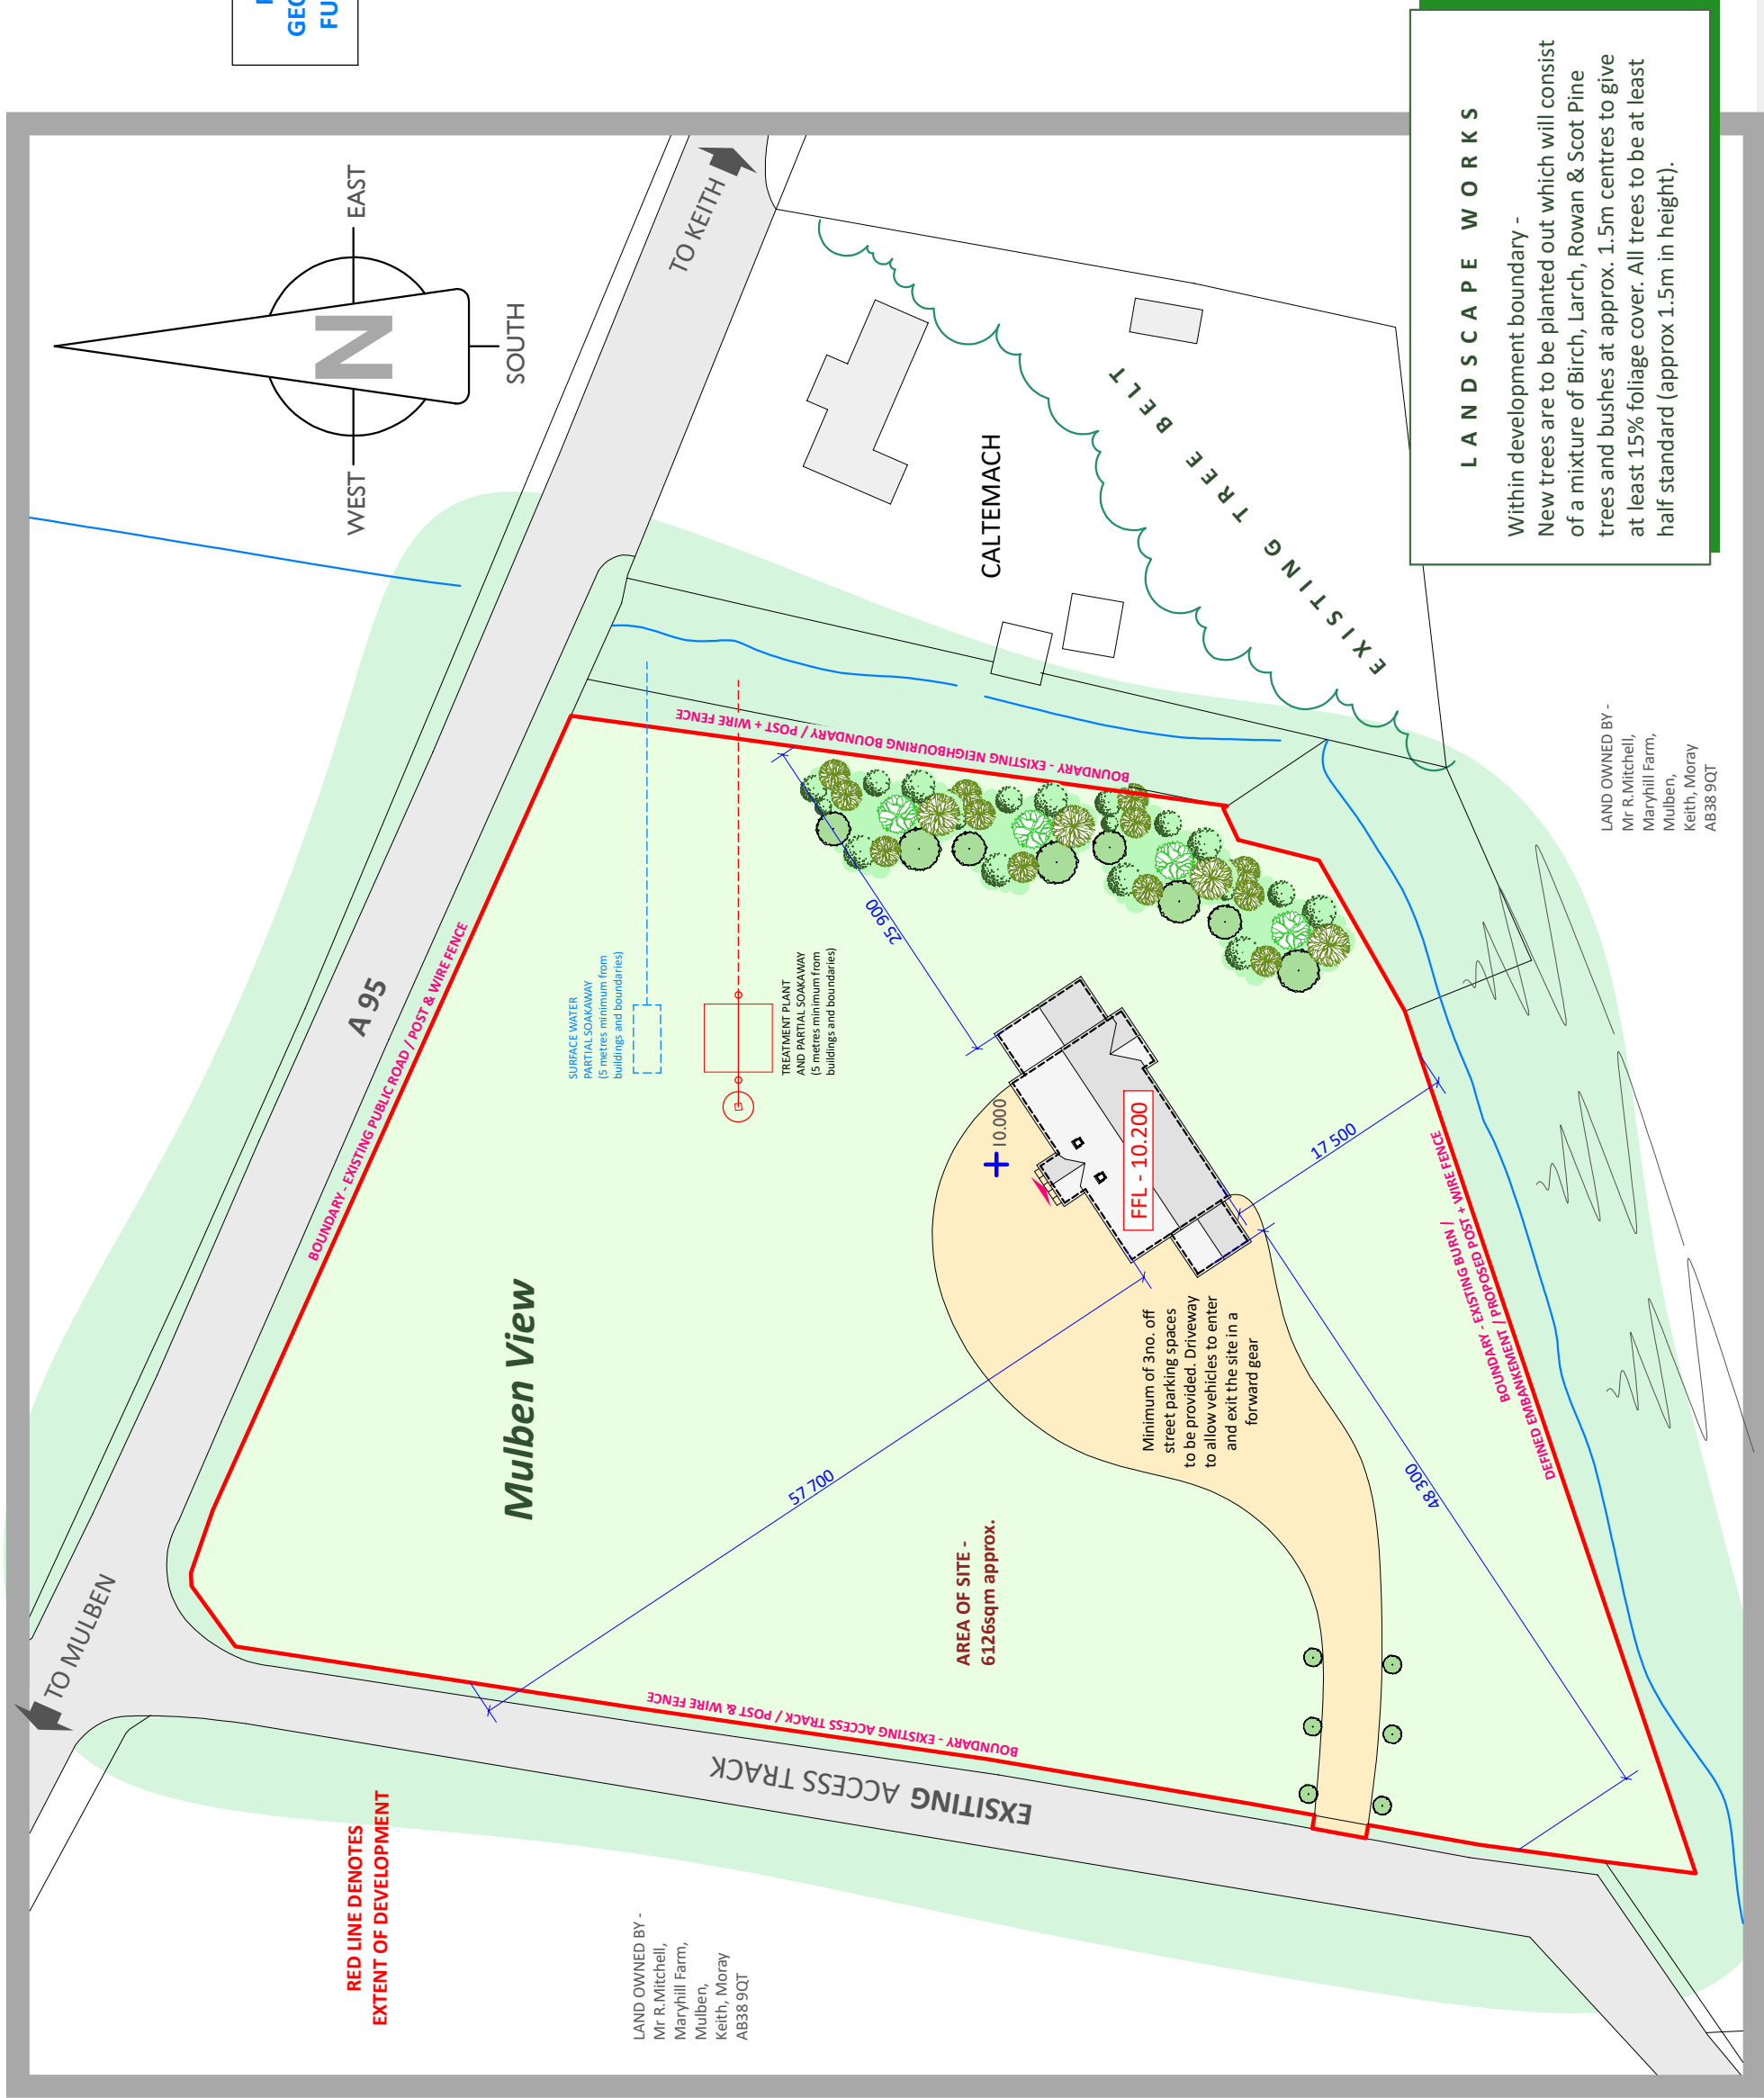 TO MULBEN
A 95
TO KEITH
WEST
N
EAST
SOUTH
RED LINE DENOTES
EXTENT OF DEVELOPMENT
BOUNDARY - EXISTING PUBLIC ROAD / POST & WIRE FENCE
Mulben View
SURFACE WATER
PARTIAL SOAKAWAY
(5 metres minimum from
buildings and boundaries)
TREATMENT PLANT
AND PARTIAL SOAKAWAY
(5 metres minimum from
buildings and boundaries)
LAND OWNED BY -
Mr R.Mitchell,
Maryhill Farm,
Mulben,
Keith, Moray
AB38 9QT
BOUNDARY - EXISTING ACCESS TRACK / POST & WIRE FENCE
EXSITING ACCESS TRACK
BOUNDARY - EXISTING NEIGHBOURING BOUNDARY / POST + WIRE FENCE
57 700
25 900
AREA OF SITE -
6126sqm approx.
10.000
CALTEMACH
FFL - 10.200
Minimum of 3no. off
street parking spaces
to be provided. Driveway
to allow vehicles to enter
and exit the site in a
forward gear
EXISTING TREE BELT
17 500
48 300
BOUNDARY - EXISTING BURN /
DEFINED EMBANKEMENT / PROPOSED POST + WIRE FENCE
LAND OWNED BY -
Mr R.Mitchell,
Maryhill Farm,
Mulben,
Keith, Moray
AB38 9QT
LANDSCAPE WORKS
Within development boundary -
New trees are to be planted out which will consist
of a mixture of Birch, Larch, Rowan & Scot Pine
trees and bushes at approx. 1.5m centres to give
at least 15% foliage cover. All trees to be at least
half standard (approx 1.5m in height).